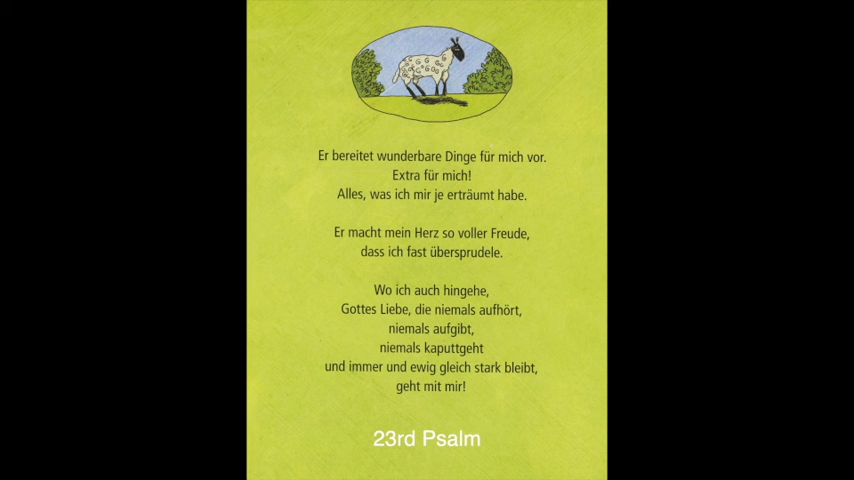 Er bereitet wunderbare Dinge für mich vor.
Extra für mich!
Alles, was ich mir je erträumt habe.
Er macht mein Herz so voller Freude,
dass ich fast übersprudele.
Wo ich auch hingehe,
Gottes Liebe, die niemals aufhört,
niemals aufgibt,
niemals kaputtgeht
und immer und ewig gleich stark bleibt,
geht mit mir!
23rd Psalm